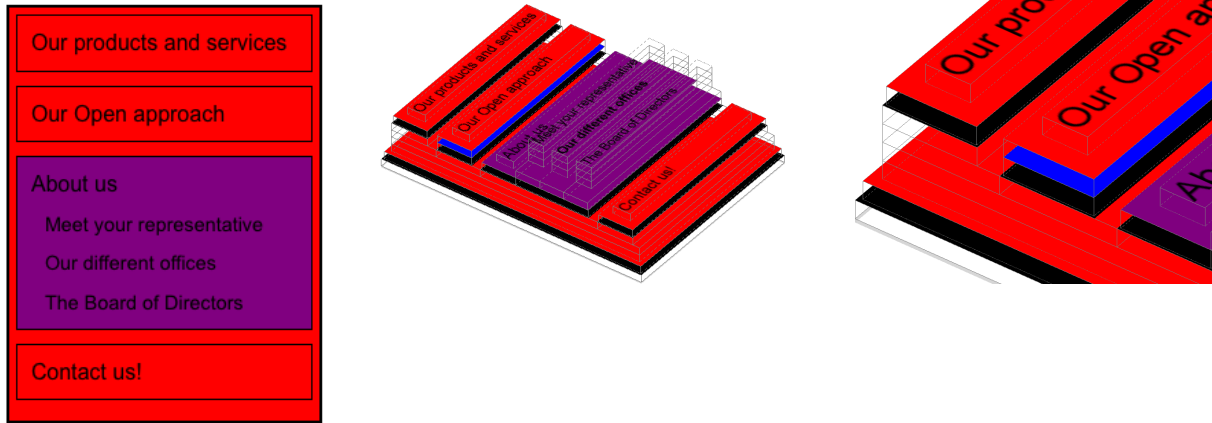 Our products and services
Our Open approach
About us
Meet your representative
Our different offices
The Board of Directors
Contact us!
Our products and services
Our Open approach
About us
Meet your representative
Our different offices
The Board of Directors
Contact us!
Our pro
Our Open ap
Ab